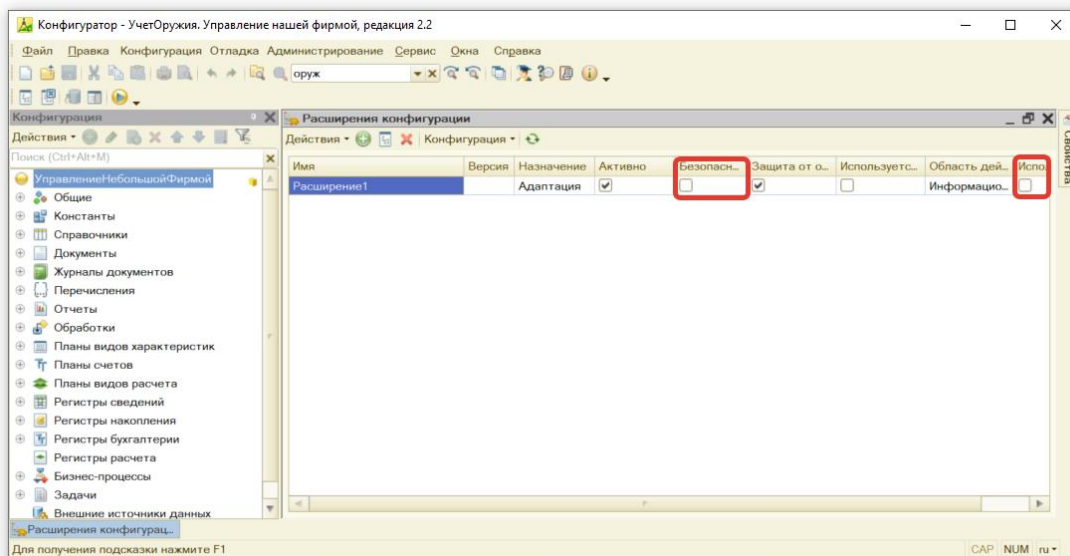 Конфигуратор - УчетОружия. Управление нашей фирмой, редакция 2.2
Файл Правка Конфигурация Отладка Администрирование Сервис Окна Справка
оруж
Конфигурация
Действия
Поиск (Ctrl+Alt+M)
УправлениеНебольшойФирмой
Общие
Константы
Справочники
Документы
Журналы документов
Перечисления
Отчеты
Обработки
Планы видов характеристик
Планы счетов
Планы видов расчета
Регистры сведений
Регистры накопления
Регистры бухгалтерии
Регистры расчета
Бизнес-процессы
Задачи
Внешние источники данных
Расширения конфигурации
Действия Конфигурация
Имя Версия Назначение Активно Безопасн... Защита от о... Используетс... Область дей... Испо
Расширение1 Адаптация Информацио...
Свойства
Расширения конфигурац...
Для получения подсказки нажмите F1 CAP NUM ru